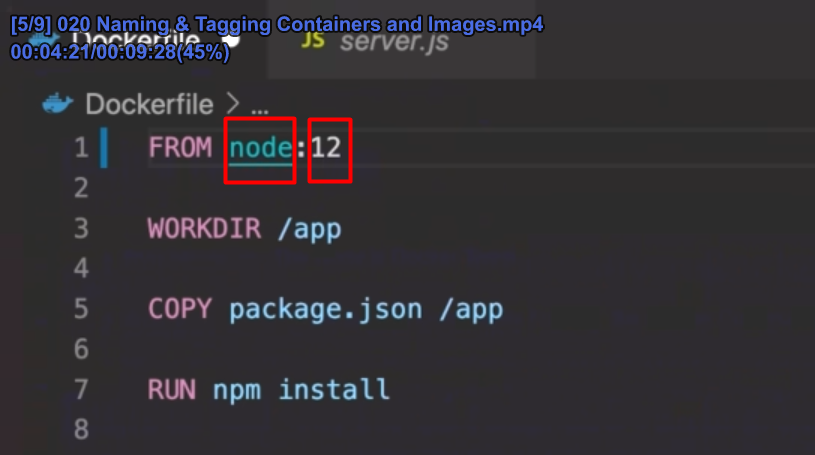 [5/9] 020 Naming & Tagging Containers and Images.mp4
00:04:21/00:09:28(45%)
Dockerfile
JS server.js
Dockerfile > ...
1 FROM node:12
2
3 WORKDIR /app
4
5 COPY package.json /app
6
7 RUN npm install
8